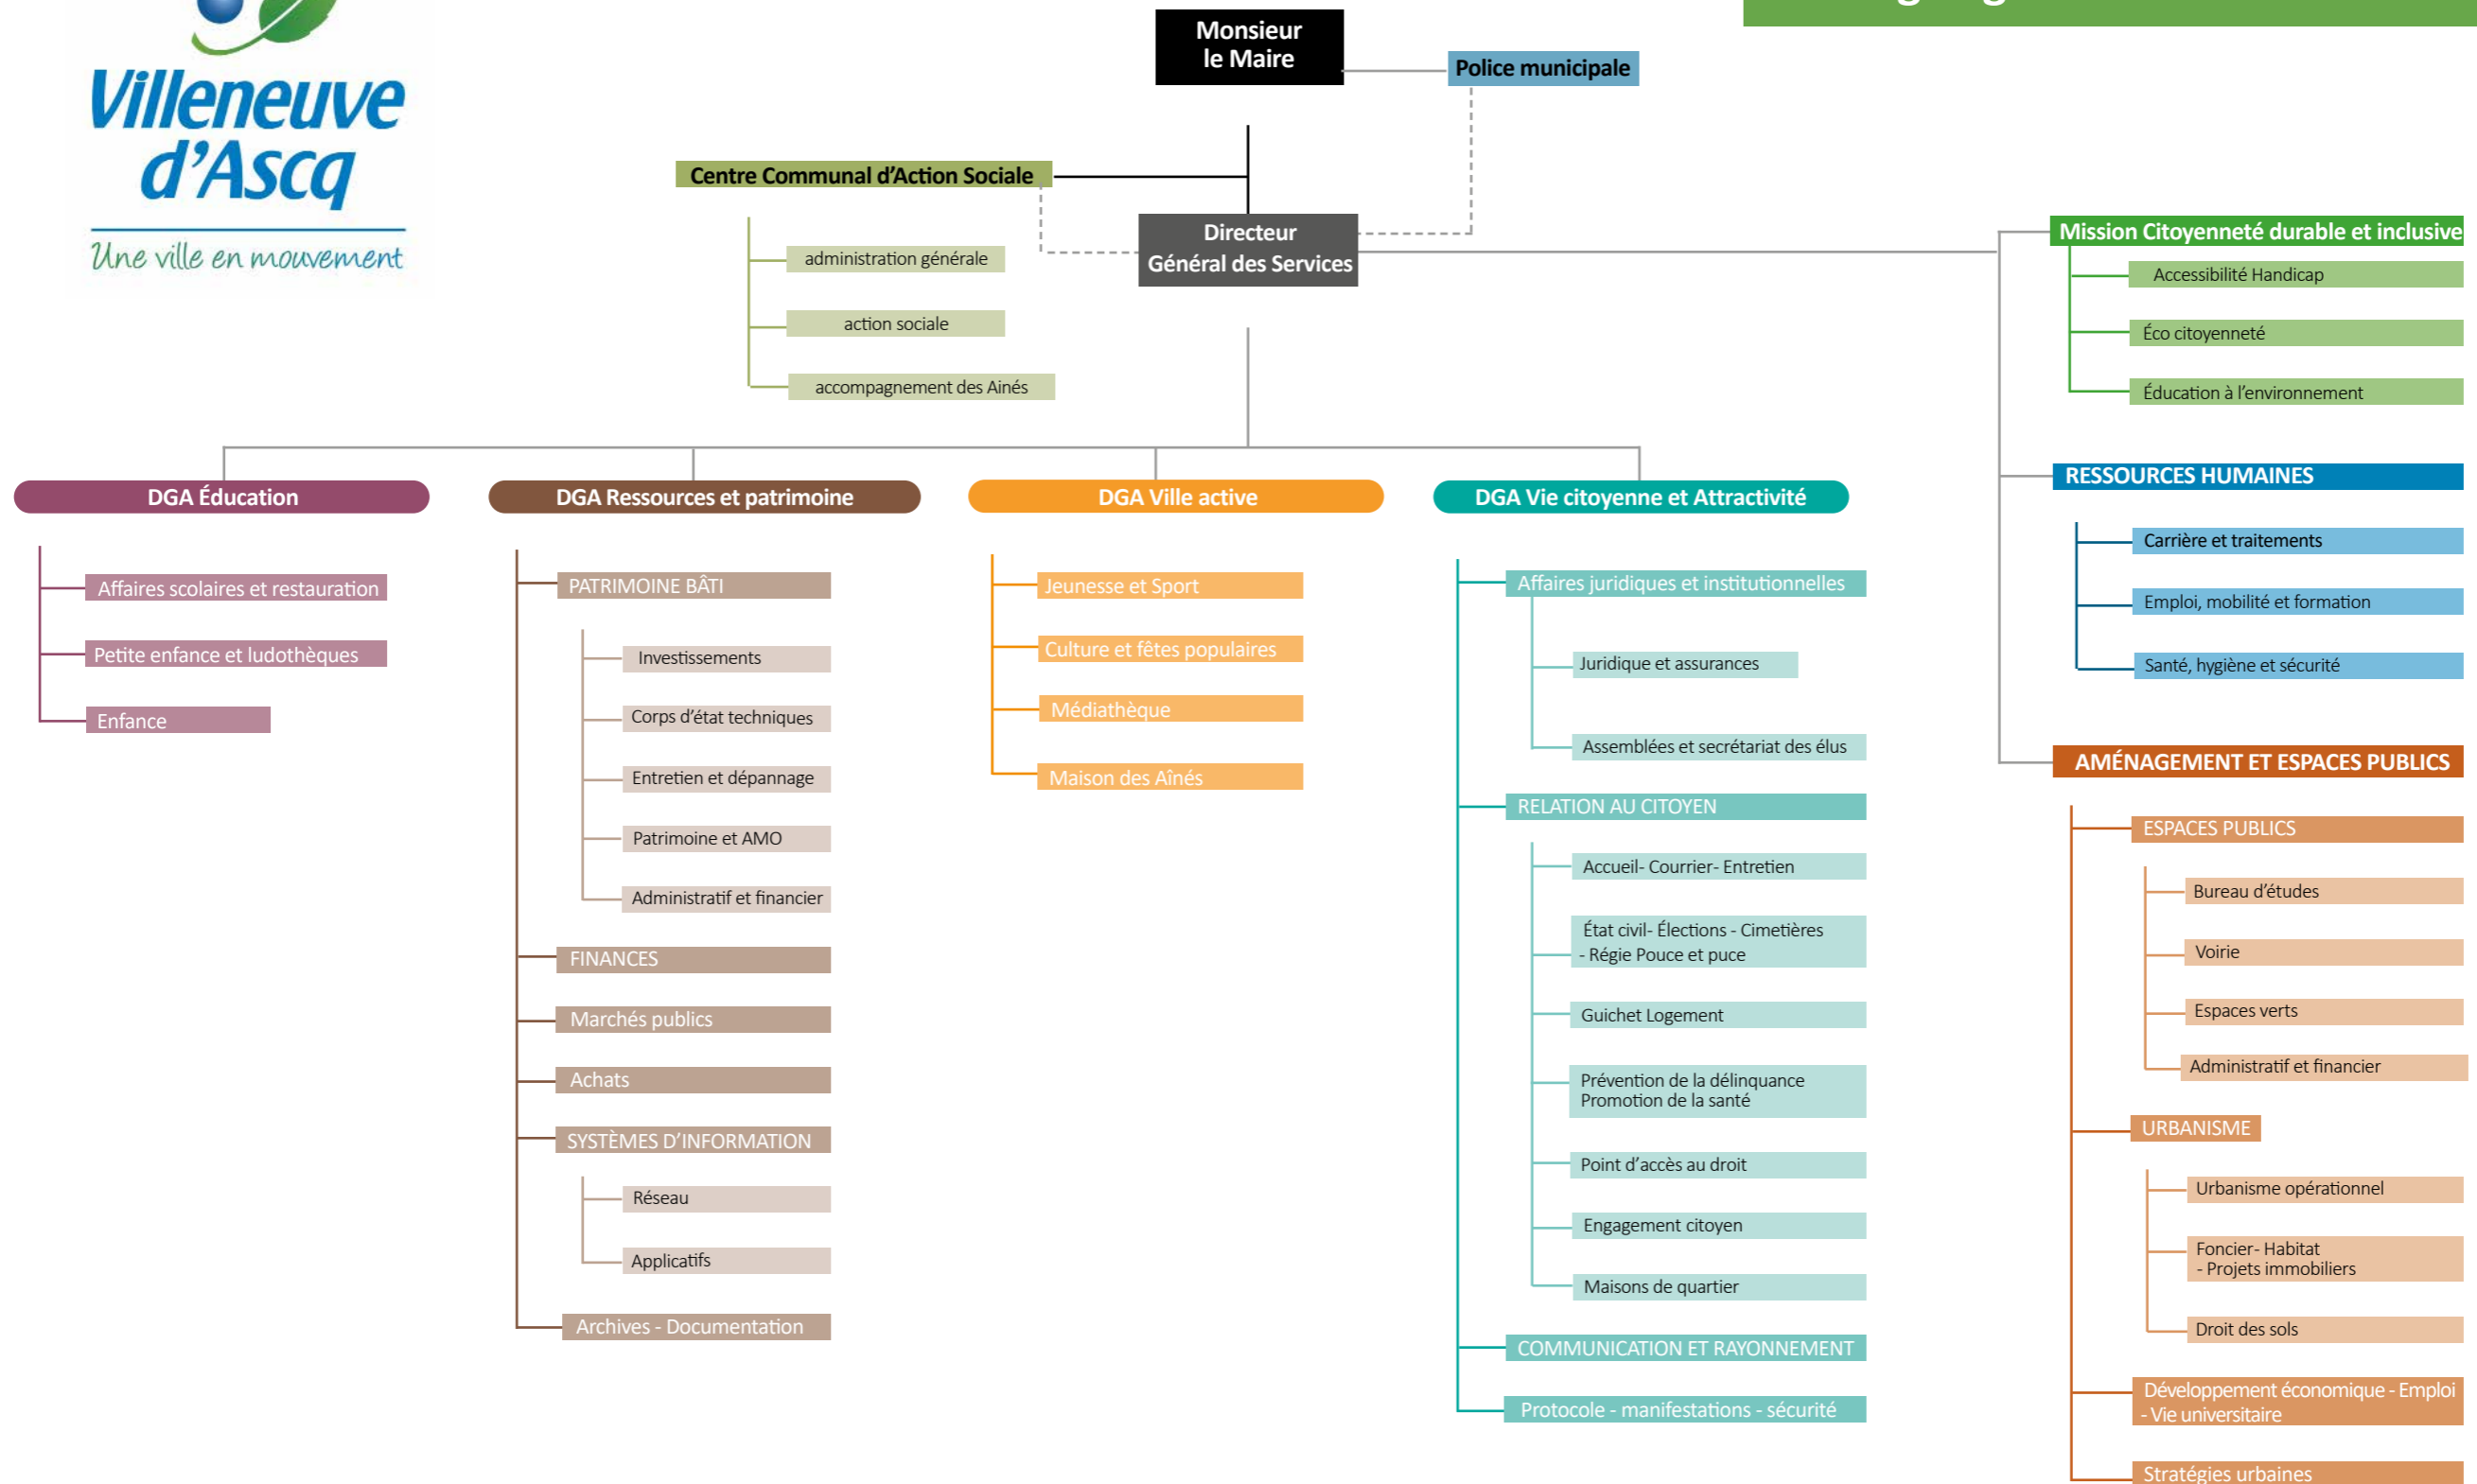 Villeneuve
d'Ascq
Une ville en mouvement
Monsieur
le Maire
Police municipale
Centre Communal d'Action Sociale
administration générale
action sociale
accompagnement des Ainés
Directeur
Général des Services
Mission Citoyenneté durable et inclusive
Accessibilité Handicap
Éco citoyenneté
Éducation à l'environnement
RESSOURCES HUMAINES
Carrière et traitements
Emploi, mobilité et formation
Santé, hygiène et sécurité
AMÉNAGEMENT ET ESPACES PUBLICS
ESPACES PUBLICS
Bureau d'études
Voirie
Espaces verts
Administratif et financier
URBANISME
Urbanisme opérationnel
Foncier- Habitat
- Projets immobiliers
Droit des sols
Développement économique - Emploi
- Vie universitaire
Stratégies urbaines
DGA Éducation
Affaires scolaires et restauration
Petite enfance et ludothèques
Enfance
DGA Ressources et patrimoine
PATRIMOINE BÂTI
Investissements
Corps d'état techniques
Entretien et dépannage
Patrimoine et AMO
Administratif et financier
FINANCES
Marchés publics
Achats
SYSTÈMES D'INFORMATION
Réseau
Applicatifs
Archives - Documentation
DGA Ville active
Jeunesse et Sport
Culture et fêtes populaires
Médiathèque
Maison des Aînés
DGA Vie citoyenne et Attractivité
Affaires juridiques et institutionnelles
Juridique et assurances
Assemblées et secrétariat des élus
RELATION AU CITOYEN
Accueil- Courrier- Entretien
État civil- Élections - Cimetières
- Régie Pouce et puce
Guichet Logement
Prévention de la délinquance
Promotion de la santé
Point d'accès au droit
Engagement citoyen
Maisons de quartier
COMMUNICATION ET RAYONNEMENT
Protocole - manifestations - sécurité